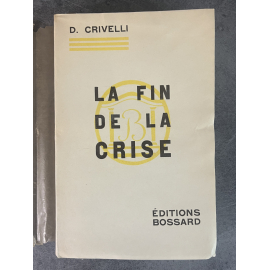 D. CRIVELLI
LA FIN
DE LA
CRISE
B
ÉDITIONS
BOSSARD